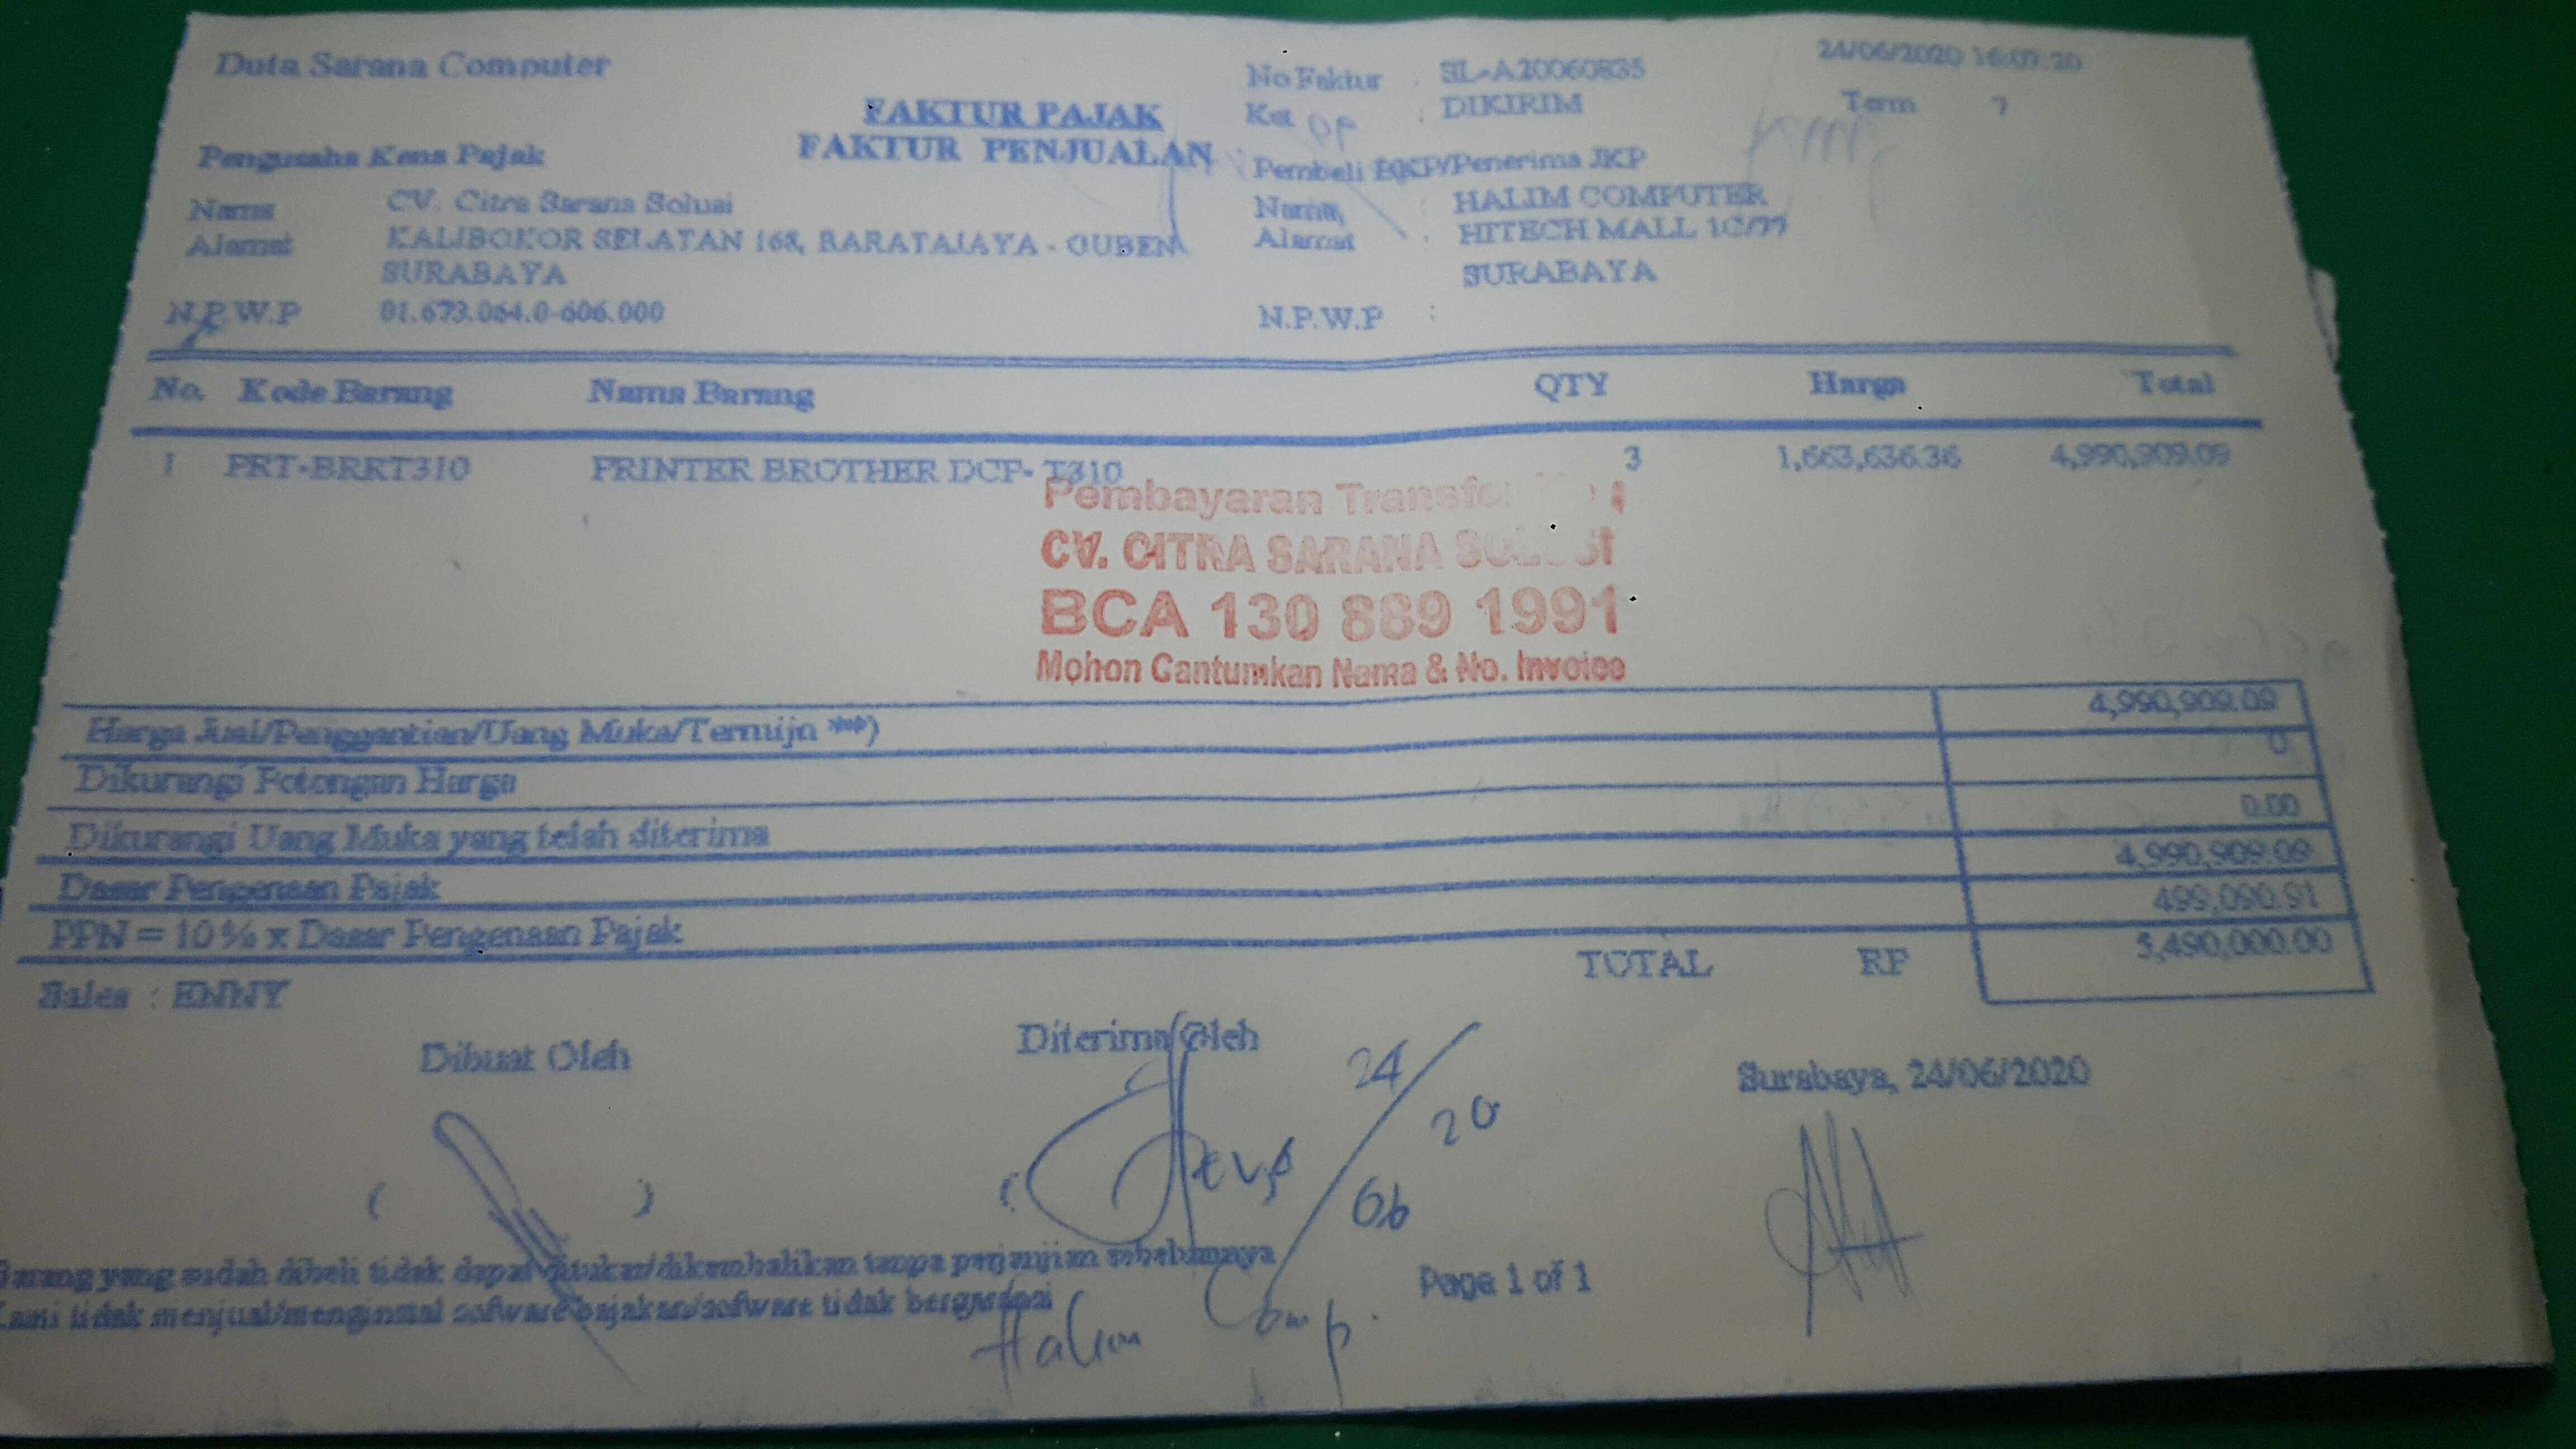 Duta Sarana Computer
24/06/2020 16:07:20
No Faktur : SL-A20060835
FAKTUR PAJAK
Ket : DIKIRIM
Term 7
FAKTUR PENJUALAN
Pengusaha Kena Pajak
Pembeli BKP/Penerima JKP
Nama CV. Citra Sarana Solusi
Nama : HALIM COMPUTER
Alamat KALIBOKOR SELATAN 168, BARATAJAYA - GUBEN
Alamat : HITECH MALL 1C/77
SURABAYA
SURABAYA
N.P.W.P 01.673.064.0-606.000
N.P.W.P :
No. Kode Barang Nama Barang QTY Harga Total
1 PRT-BRRT310 PRINTER BROTHER DCP- T310 3 1,663,636.36 4,990,909.09
Pembayaran
CV. CITRA SARANA SOLUSI
BCA 130 889 1991
Mohon Cantumkan Nama & No. Invoice
Harga Jual/Penggantian/Uang Muka/Termijn ***) 4,990,909.09
Dikurangi Potongan Harga 0
Dikurangi Uang Muka yang telah diterima 0.00
Dasar Pengenaan Pajak 4,990,909.09
PPN = 10 % x Dasar Pengenaan Pajak 499,090.91
TOTAL RP 5,490,000.00
Sales : ENNY
Dibuat Oleh
Diterima Oleh
Surabaya, 24/06/2020
24/06 20
( )
(
Barang yang sudah dibeli tidak dapat ditukar/dikembalikan tanpa perjanjian sebelumnya
Kami tidak menjual/menginstal software bajakan/sofware tidak bergaransi
Page 1 of 1
Halim Comp.